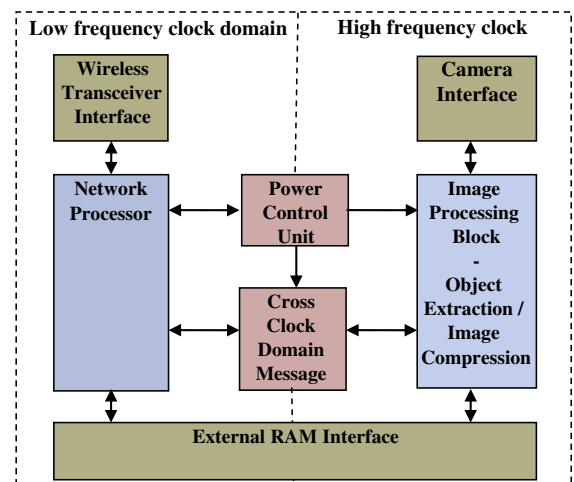 Low frequency clock domain
High frequency clock
Wireless
Transceiver
Interface
Camera
Interface
Network
Processor
Power
Control
Unit
Image
Processing
Block
-
Object
Extraction /
Image
Compression
Cross
Clock
Domain
Message
External RAM Interface